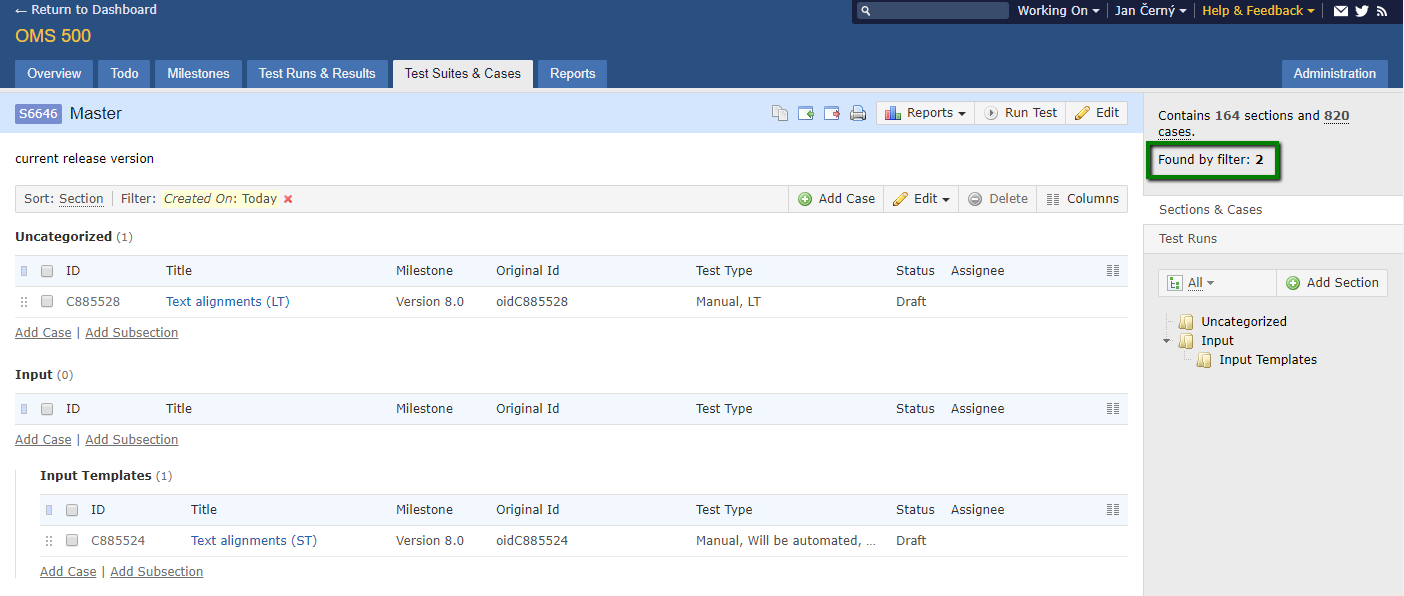 ← Return to Dashboard
Working On
Jan Černý
Help & Feedback
OMS 500
Overview
Todo
Milestones
Test Runs & Results
Test Suites & Cases
Reports
Administration
S6646 Master
Reports
Run Test
Edit
Contains 164 sections and 820
cases.
Found by filter: 2
current release version
Sort: Section
Filter: Created On: Today
Add Case
Edit
Delete
Columns
Sections & Cases
Test Runs
All
Add Section
Uncategorized
Input
Input Templates
Uncategorized (1)
ID Title Milestone Original Id Test Type Status Assignee
C885528 Text alignments (LT) Version 8.0 oidC885528 Manual, LT Draft
Add Case | Add Subsection
Input (0)
ID Title Milestone Original Id Test Type Status Assignee
Add Case | Add Subsection
Input Templates (1)
ID Title Milestone Original Id Test Type Status Assignee
C885524 Text alignments (ST) Version 8.0 oidC885524 Manual, Will be automated, ... Draft
Add Case | Add Subsection